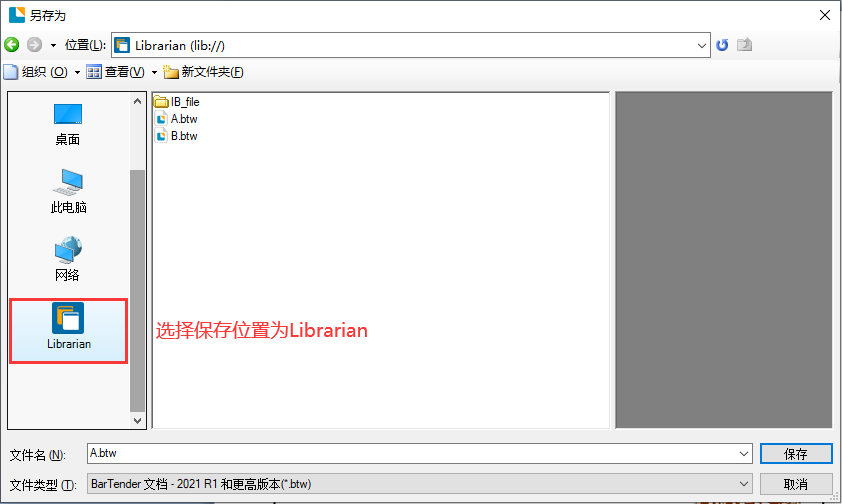 另存为
位置(L): Librarian (lib://)
组织 (O) 查看(V) 新文件夹(F)
桌面
此电脑
网络
Librarian
IB_file
A.btw
B.btw
选择保存位置为Librarian
文件名 (N): A.btw 保存
文件类型 (T): BarTender 文档 - 2021 R1 和更高版本(*.btw) 取消